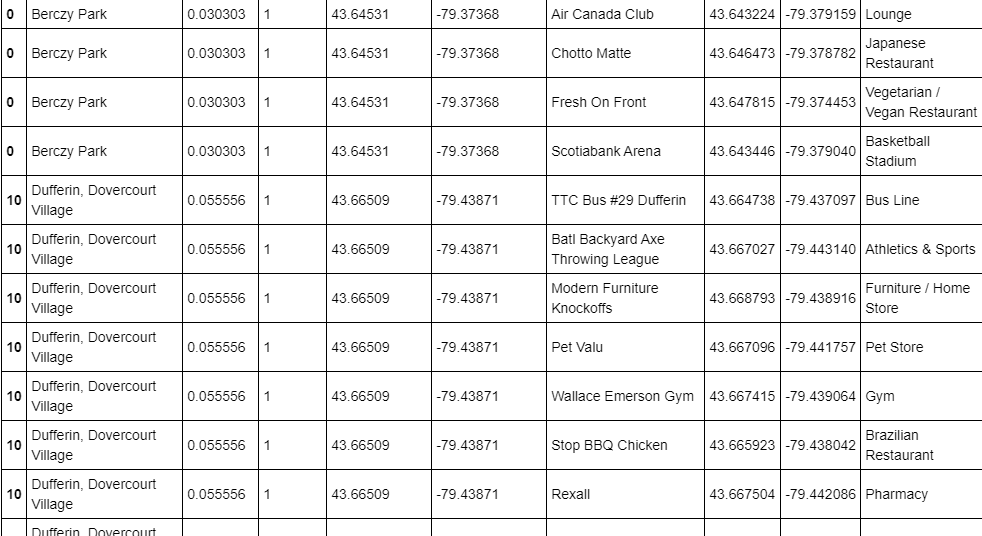 0 Berczy Park 0.030303 1 43.64531 -79.37368 Air Canada Club 43.643224 -79.379159 Lounge
0 Berczy Park 0.030303 1 43.64531 -79.37368 Chotto Matte 43.646473 -79.378782 Japanese
Restaurant
0 Berczy Park 0.030303 1 43.64531 -79.37368 Fresh On Front 43.647815 -79.374453 Vegetarian /
Vegan Restaurant
0 Berczy Park 0.030303 1 43.64531 -79.37368 Scotiabank Arena 43.643446 -79.379040 Basketball
Stadium
10 Dufferin, Dovercourt
Village 0.055556 1 43.66509 -79.43871 TTC Bus #29 Dufferin 43.664738 -79.437097 Bus Line
10 Dufferin, Dovercourt
Village 0.055556 1 43.66509 -79.43871 Batl Backyard Axe
Throwing League 43.667027 -79.443140 Athletics & Sports
10 Dufferin, Dovercourt
Village 0.055556 1 43.66509 -79.43871 Modern Furniture
Knockoffs 43.668793 -79.438916 Furniture / Home
Store
10 Dufferin, Dovercourt
Village 0.055556 1 43.66509 -79.43871 Pet Valu 43.667096 -79.441757 Pet Store
10 Dufferin, Dovercourt
Village 0.055556 1 43.66509 -79.43871 Wallace Emerson Gym 43.667415 -79.439064 Gym
10 Dufferin, Dovercourt
Village 0.055556 1 43.66509 -79.43871 Stop BBQ Chicken 43.665923 -79.438042 Brazilian
Restaurant
10 Dufferin, Dovercourt
Village 0.055556 1 43.66509 -79.43871 Rexall 43.667504 -79.442086 Pharmacy
Dufferin, Dovercourt